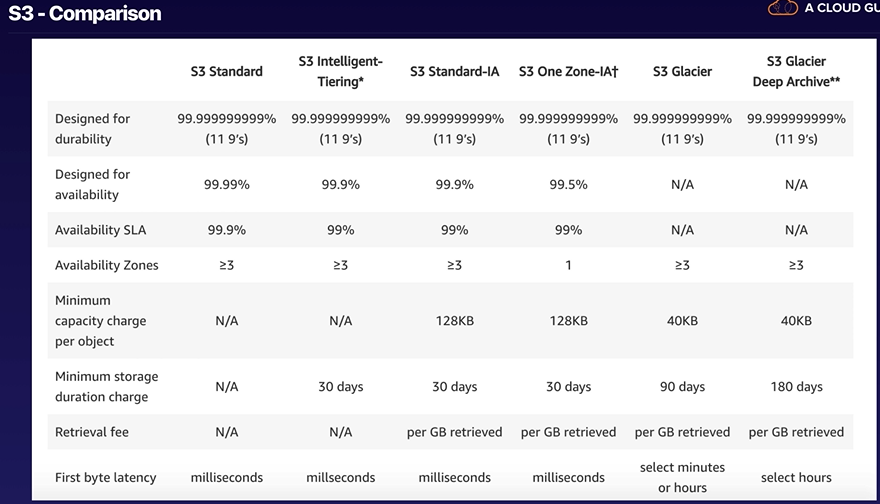 S3 - Comparison
A CLOUD GU
S3 Standard S3 Intelligent-Tiering* S3 Standard-IA S3 One Zone-IA† S3 Glacier S3 Glacier Deep Archive**
Designed for durability 99.999999999% (11 9's) 99.999999999% (11 9's) 99.999999999% (11 9's) 99.999999999% (11 9's) 99.999999999% (11 9's) 99.999999999% (11 9's)
Designed for availability 99.99% 99.9% 99.9% 99.5% N/A N/A
Availability SLA 99.9% 99% 99% 99% N/A N/A
Availability Zones ≥3 ≥3 ≥3 1 ≥3 ≥3
Minimum capacity charge per object N/A N/A 128KB 128KB 40KB 40KB
Minimum storage duration charge N/A 30 days 30 days 30 days 90 days 180 days
Retrieval fee N/A N/A per GB retrieved per GB retrieved per GB retrieved per GB retrieved
First byte latency milliseconds millseconds milliseconds milliseconds select minutes or hours select hours